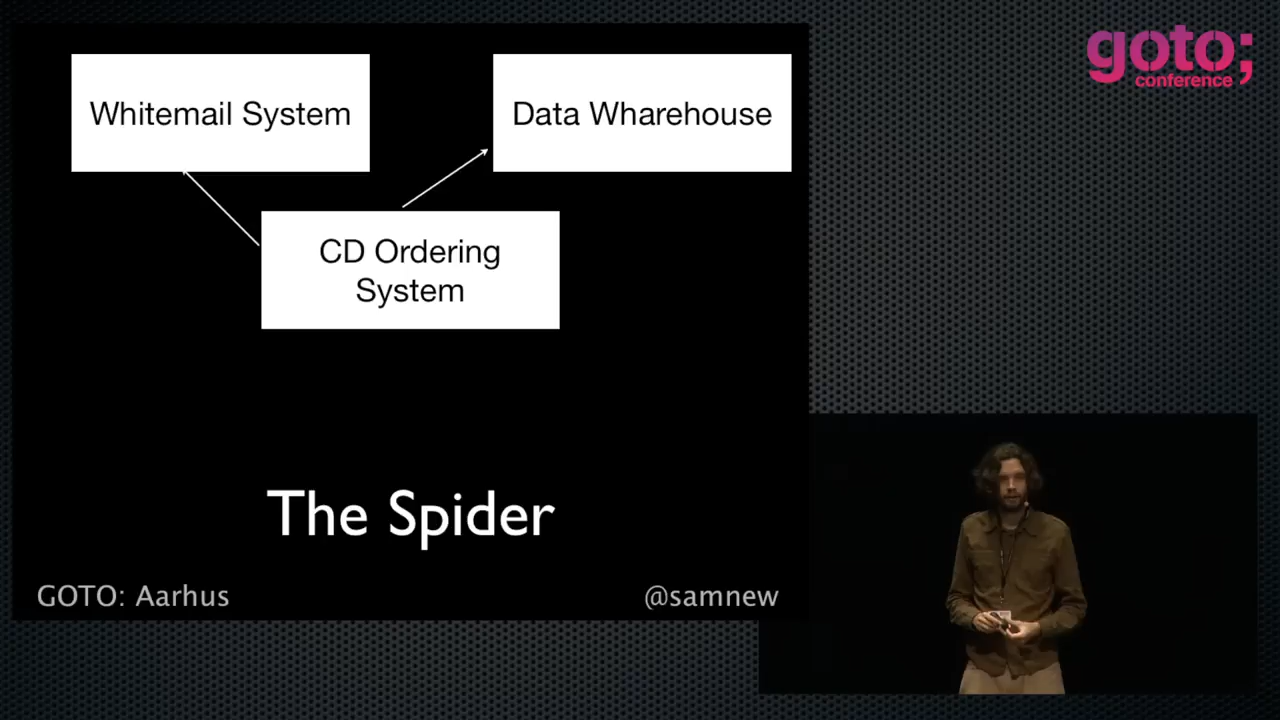 goto;
conference
Whitemail System
Data Wharehouse
CD Ordering
System
The Spider
GOTO: Aarhus
@samnew